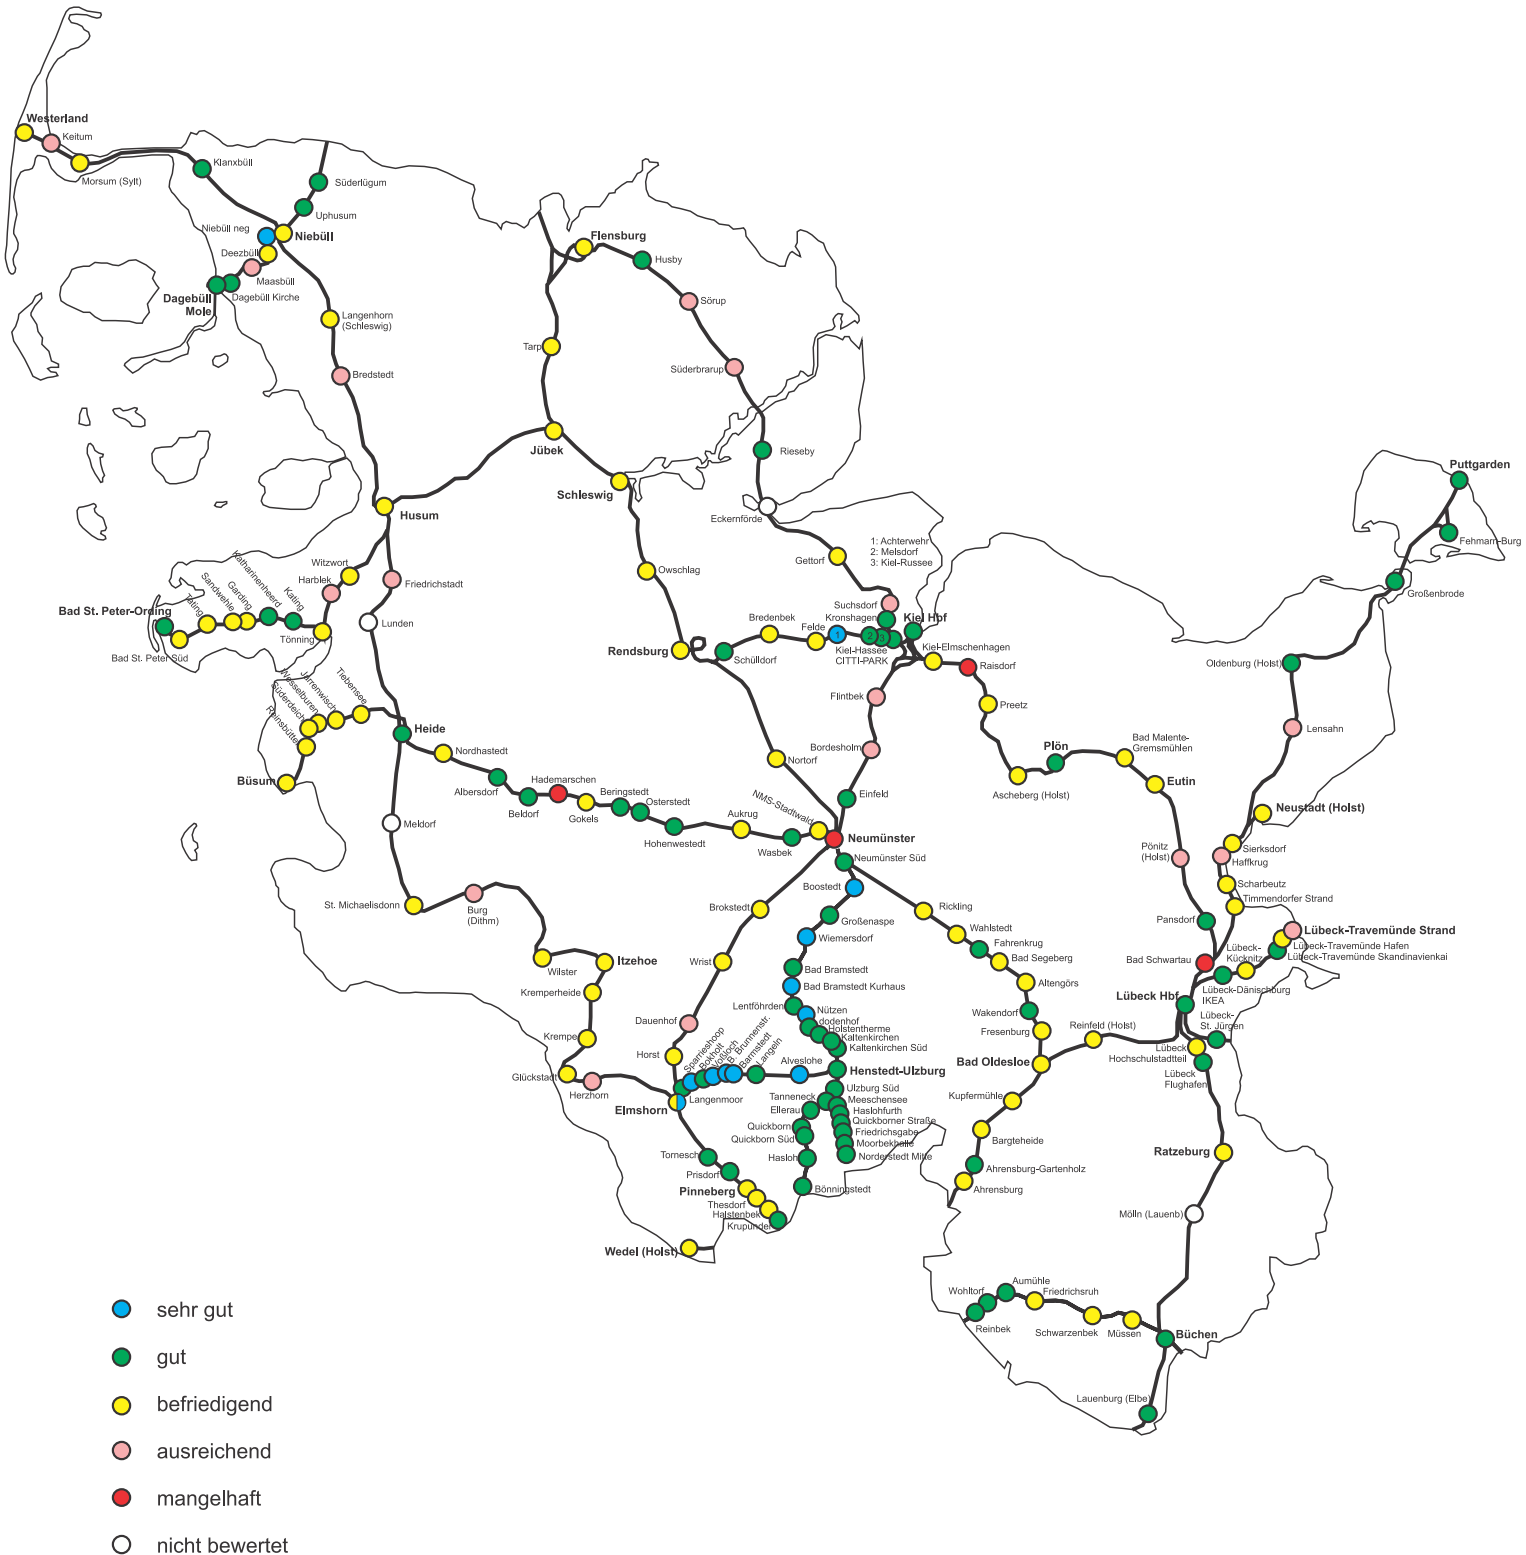 Westerland
Keitum
Morsum (Sylt)
Klanxbüll
Süderlügum
Uphusum
Niebüll neg
Niebüll
Deezbüll
Maasbüll
Dagebüll Kirche
Dagebüll
Mole
Langenhorn
(Schleswig)
Bredstedt
Flensburg
Husby
Sörup
Tarp
Süderbrarup
Jübek
Rieseby
Schleswig
Husum
Eckernförde
Puttgarden
Fehmarn-Burg
Großenbrode
1: Achterwehr
2: Melsdorf
3: Kiel-Russee
Gettorf
Owschlag
Witzwort
Harblek
Friedrichstadt
Katharinenheerd
Kating
Garding
Sandwehle
Tating
Bad St. Peter-Ording
Bad St. Peter Süd
Tönning
Lunden
Suchsdorf
Kronshagen
Kiel Hbf
Bredenbek
Felde
1
2
3
Kiel-Hassee
CITTI-PARK
Kiel-Elmschenhagen
Raisdorf
Rendsburg
Schülldorf
Oldenburg (Holst)
Flintbek
Preetz
Lensahn
Tiebensee
Jarrenwisch
Wesselburen
Süderdeich
Reinsbüttel
Büsum
Heide
Nordhastedt
Albersdorf
Beldorf
Hademarschen
Gokels
Beringstedt
Osterstedt
Hohenwestedt
Aukrug
Wasbek
NMS-Stadtwald
Nortorf
Bordesholm
Einfeld
Neumünster
Plön
Ascheberg (Holst)
Bad Malente-
Gremsmühlen
Eutin
Neustadt (Holst)
Meldorf
Neumünster Süd
Pönitz
(Holst)
Sierksdorf
Haffkrug
Scharbeutz
Timmendorfer Strand
Boostedt
St. Michaelisdonn
Burg
(Dithm)
Brokstedt
Großenaspe
Rickling
Wiemersdorf
Wahlstedt
Fahrenkrug
Bad Segeberg
Pansdorf
Lübeck-Travemünde Strand
Lübeck-Travemünde Hafen
Lübeck-Travemünde Skandinavienkai
Lübeck-
Kücknitz
Bad Schwartau
Wilster
Itzehoe
Wrist
Bad Bramstedt
Bad Bramstedt Kurhaus
Altengörs
Lübeck-Dänischburg
IKEA
Kremperheide
Lentföhrden
Nützen
dodenhof
Holstentherme
Kaltenkirchen
Kaltenkirchen Süd
Wakendorf
Lübeck Hbf
Lübeck-
St. Jürgen
Dauenhof
Fresenburg
Reinfeld (Holst)
Krempe
Lübeck
Hochschulstadtteil
Lübeck
Flughafen
Horst
Sparrieshoop
Bokholt
Voßloch
B. Brunnenstr.
Barmstedt
Langeln
Alveslohe
Henstedt-Ulzburg
Bad Oldesloe
Glückstadt
Herzhorn
Langenmoor
Elmshorn
Ulzburg Süd
Tanneck
Meeschensee
Haslohfurth
Quickborner Straße
Friedrichsgabe
Moorbekhalle
Norderstedt Mitte
Ellerau
Quickborn
Quickborn Süd
Hasloh
Bönningstedt
Kupfermühle
Bargteheide
Ahrensburg-Gartenholz
Ahrensburg
Ratzeburg
Tornesch
Prisdorf
Pinneberg
Thesdorf
Halstenbek
Krupunder
Wedel (Holst)
Mölln (Lauenb)
Aumühle
Wohltorf
Reinbek
Friedrichsruh
Schwarzenbek
Müssen
Büchen
Lauenburg (Elbe)
sehr gut
gut
befriedigend
ausreichend
mangelhaft
nicht bewertet